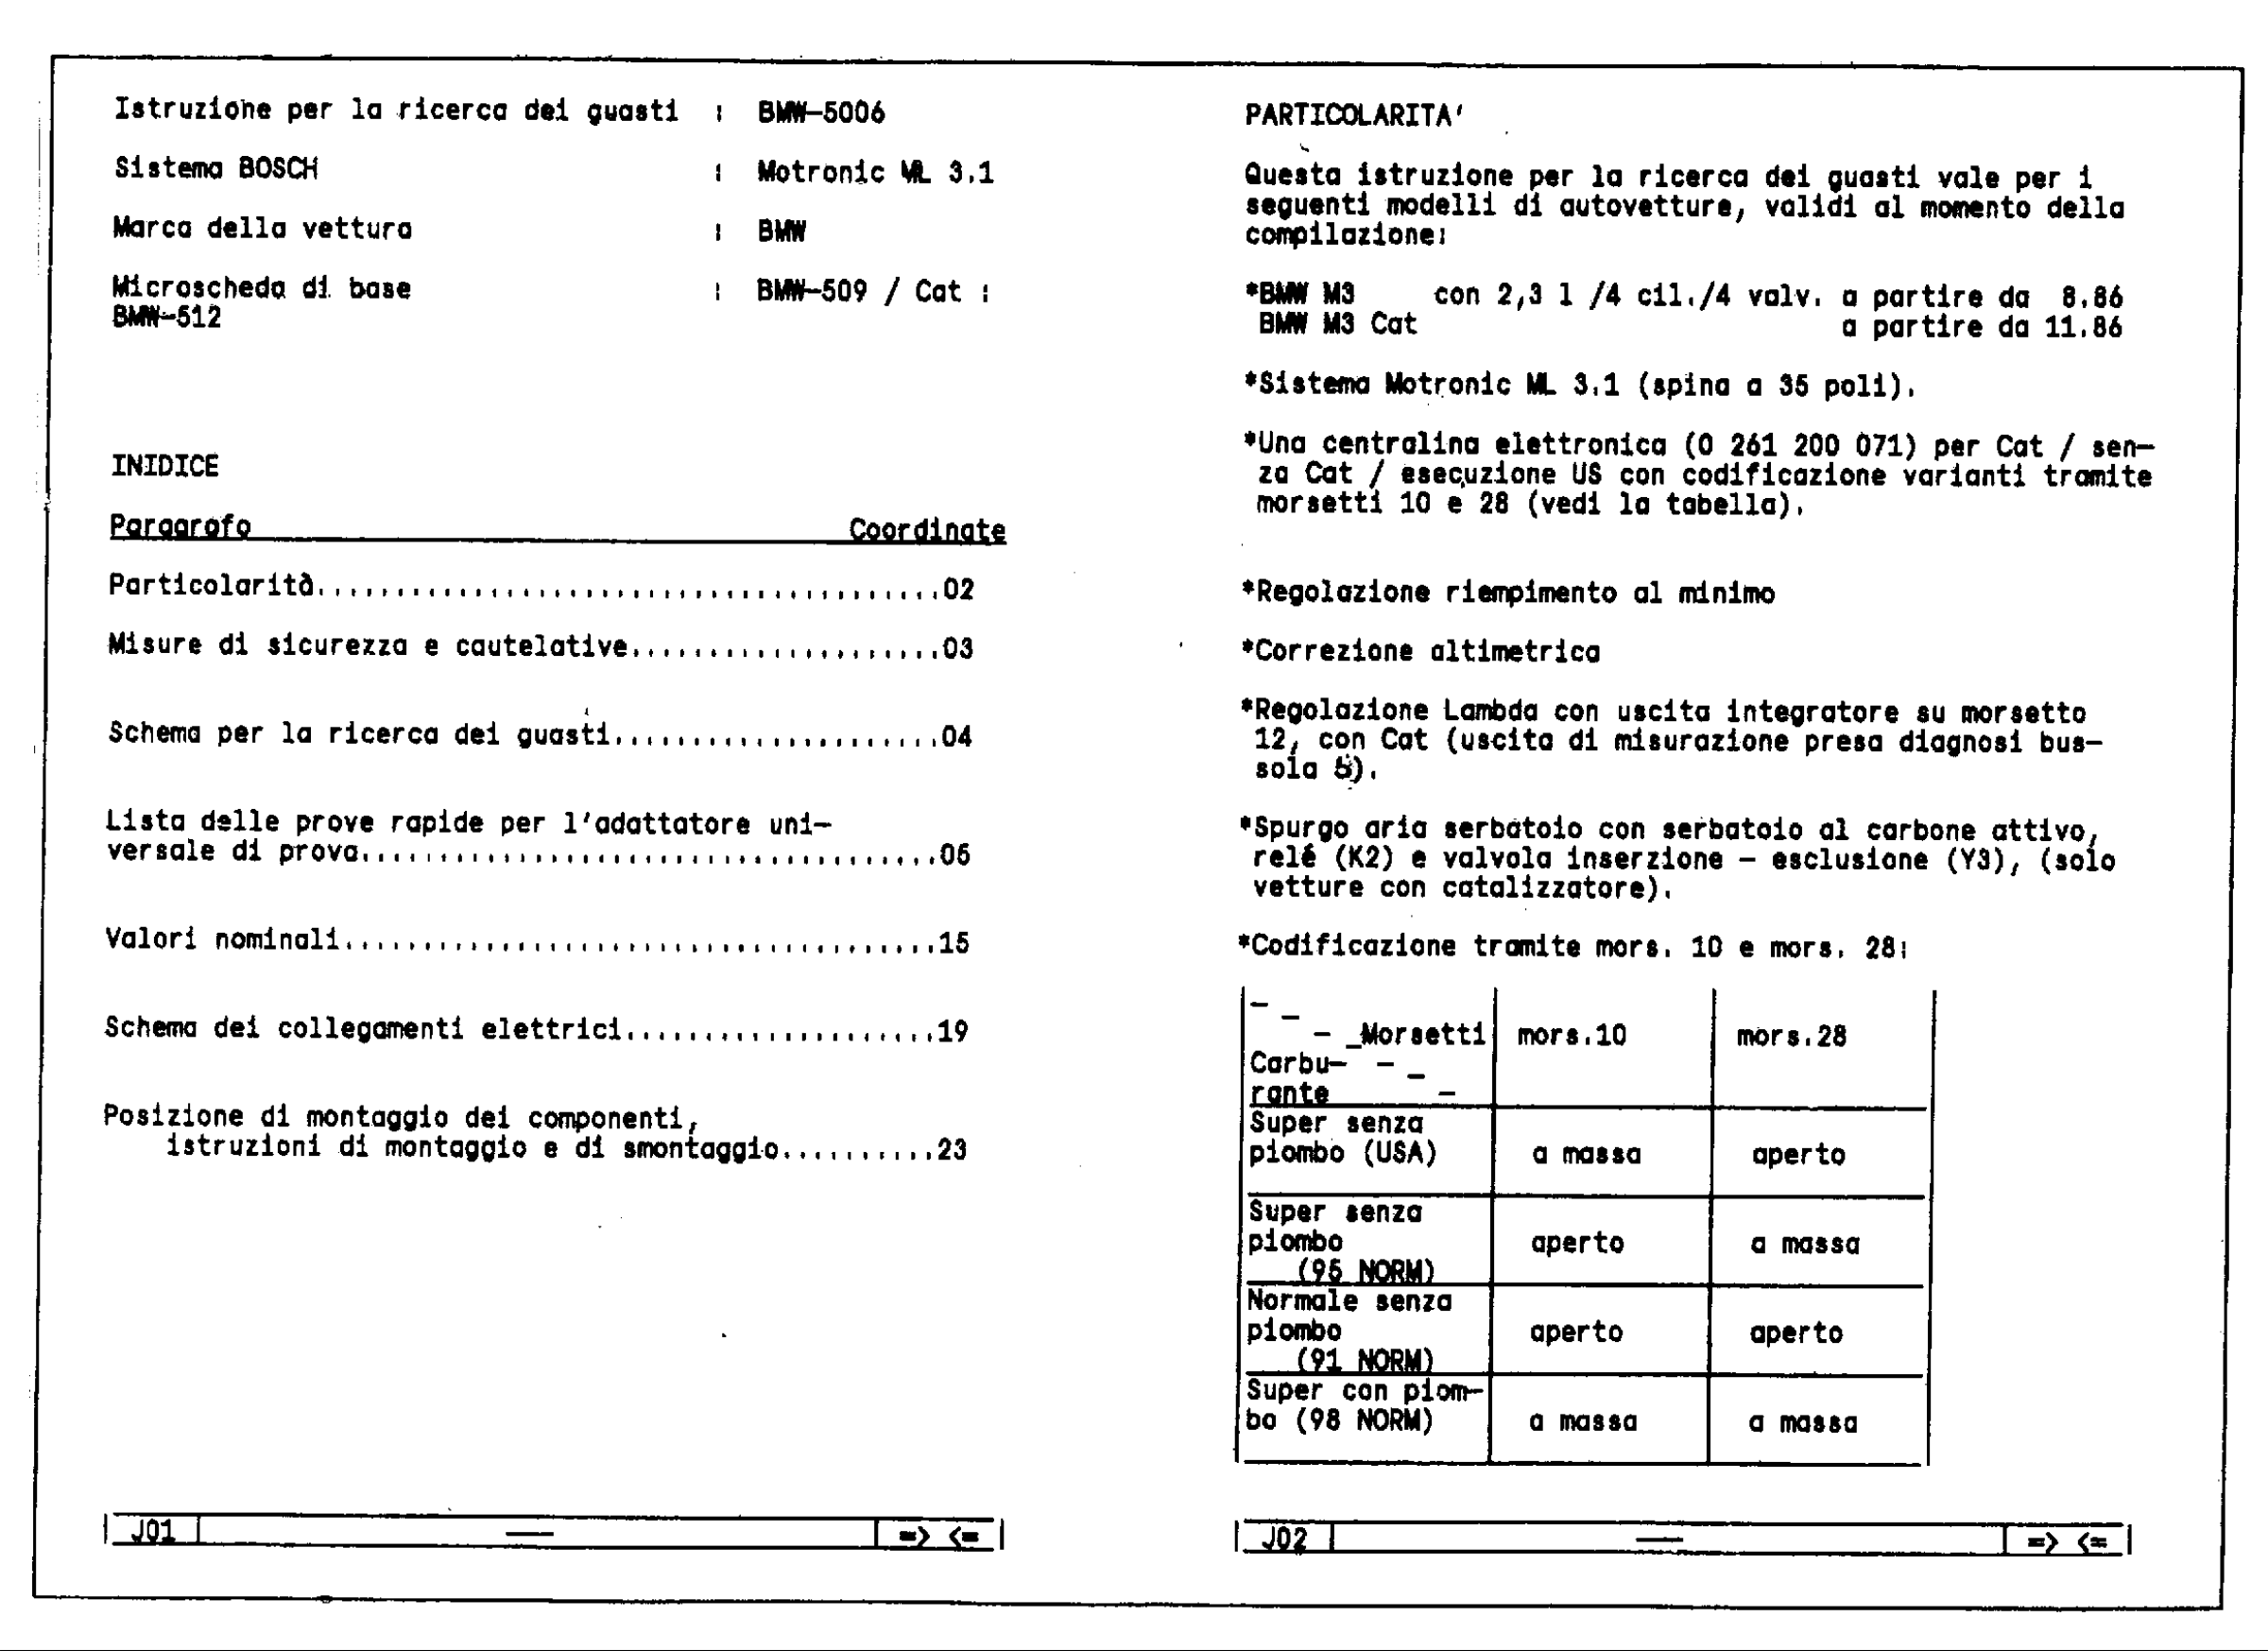 Istruzione per la ricerca dei guasti : BMW-5006
Sistema BOSCH : Motronic ML 3.1
Marca della vettura : BMW
Microscheda di base : BMW-509 / Cat :
BMW-512
INIDICE
Paragrafo Coordinate
Particolarità........................................02
Misure di sicurezza e cautelative....................03
Schema per la ricerca dei guasti.....................04
Lista delle prove rapide per l'adattatore uni-
versale di prova.....................................05
Valori nominali......................................15
Schema dei collegamenti elettrici....................19
Posizione di montaggio dei componenti,
istruzioni di montaggio e di smontaggio..........23
J01 — => <=
PARTICOLARITA'
Questa istruzione per la ricerca dei guasti vale per i
seguenti modelli di autovetture, validi al momento della
compilazione:
*BMW M3 con 2,3 l /4 cil./4 valv. a partire da 8.86
BMW M3 Cat a partire da 11.86
*Sistema Motronic ML 3.1 (spina a 35 poli).
*Una centralina elettronica (0 261 200 071) per Cat / sen-
za Cat / esecuzione US con codificazione varianti tramite
morsetti 10 e 28 (vedi la tabella).
*Regolazione riempimento al minimo
*Correzione altimetrica
*Regolazione Lambda con uscita integratore su morsetto
12, con Cat (uscita di misurazione presa diagnosi bus-
sola 5).
*Spurgo aria serbatoio con serbatoio al carbone attivo,
relé (K2) e valvola inserzione - esclusione (Y3), (solo
vetture con catalizzatore).
*Codificazione tramite mors. 10 e mors. 28:
Morsetti mors.10 mors.28
Carbu-
rante
Super senza
piombo (USA) a massa aperto
Super senza
piombo aperto a massa
(95 NORM)
Normale senza
piombo aperto aperto
(91 NORM)
Super con piom-
bo (98 NORM) a massa a massa
J02 — => <=